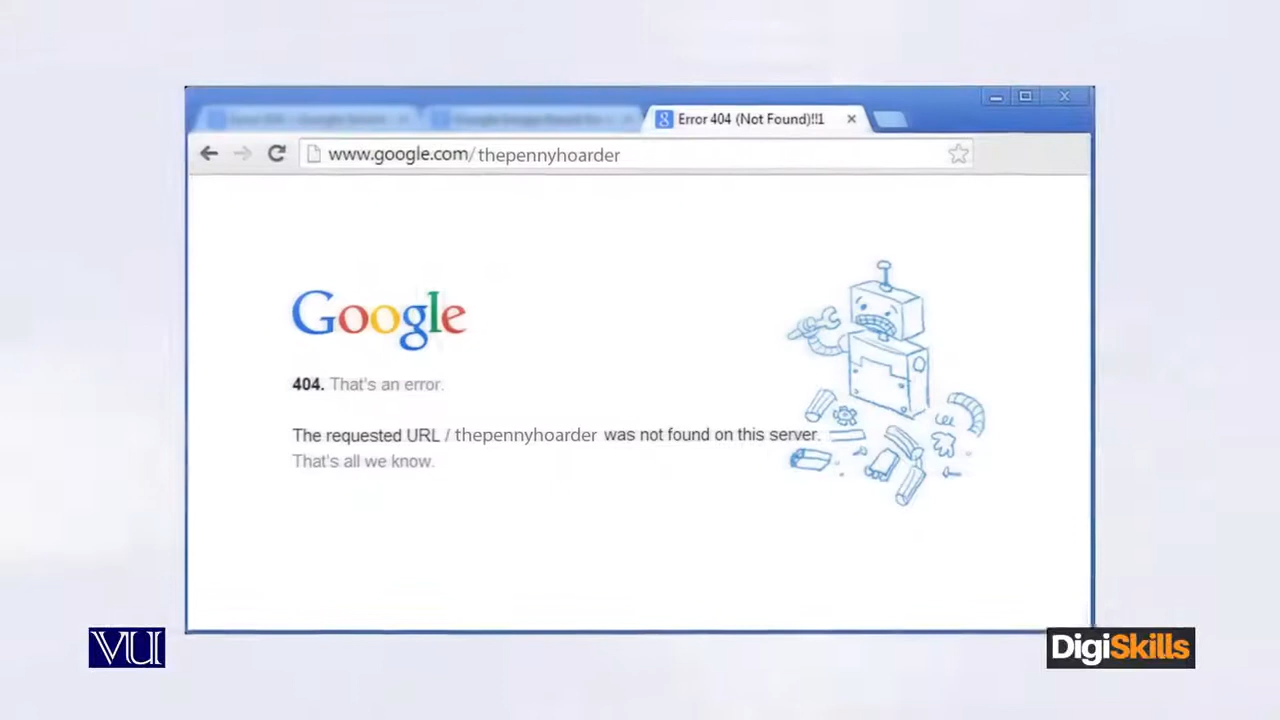 Error 404 (Not Found)!!1
www.google.com/thepennyhoarder
Google
404. That's an error.
The requested URL / thepennyhoarder was not found on this server.
That's all we know.
VU
DigiSkills